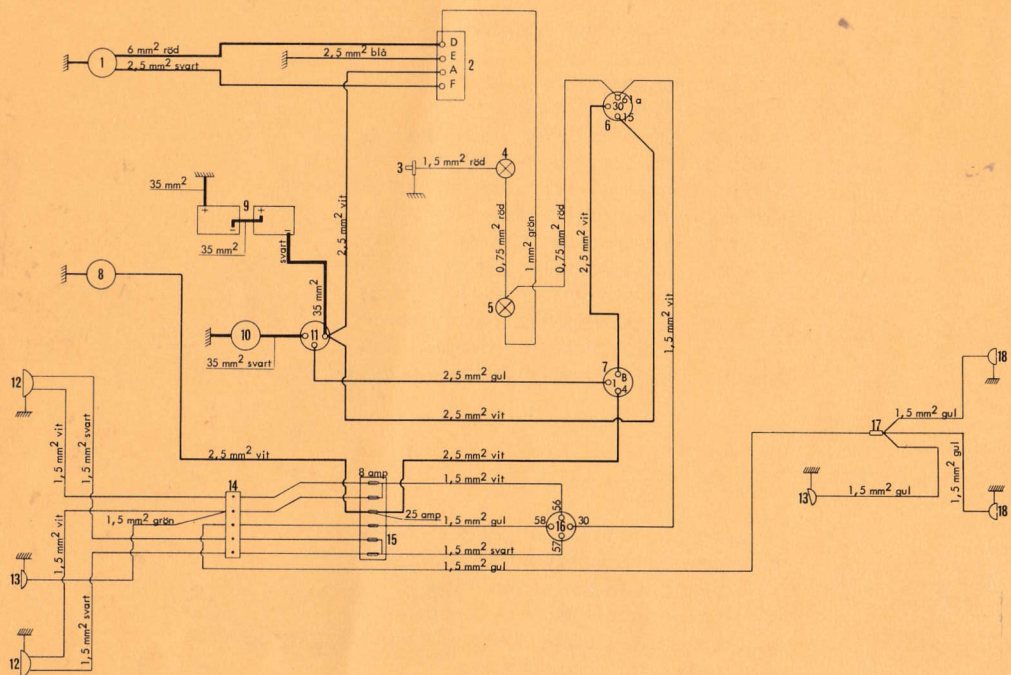 D
6 mm² röd
E
2,5 mm² blå
1
2
2,5 mm² svart
A
F
61a
30
15
6
3
1,5 mm² röd
4
35 mm²
9
+
+
−
−
35 mm²
svart
2,5 mm² vit
35 mm²
0,75 mm² röd
1 mm² grön
0,75 mm² röd
2,5 mm² vit
1,5 mm² vit
8
5
10
11
35 mm² svart
7
B
1
4
2,5 mm² gul
12
18
2,5 mm² vit
1,5 mm² gul
17
1,5 mm² vit
1,5 mm² svart
2,5 mm² vit
2,5 mm² vit
1,5 mm² gul
8 amp
1,5 mm² vit
14
13
1,5 mm² gul
18
56
1,5 mm² grön
25 amp
1,5 mm² gul
58
16
30
15
57
1,5 mm² svart
1,5 mm² gul
13
1,5 mm² vit
1,5 mm² svart
12